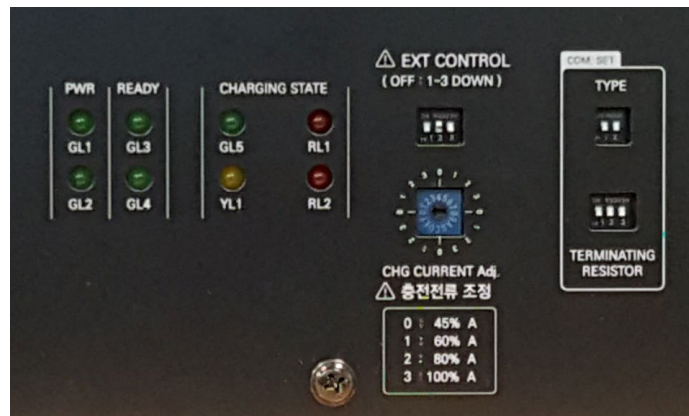 PWR
READY
CHARGING STATE
GL1
GL3
GL5
RL1
GL2
GL4
YL1
RL2
⚠ EXT CONTROL
( OFF : 1-3 DOWN )
CHG CURRENT Adj.
⚠ 충전전류 조정
0 : 45% A
1 : 60% A
2 : 80% A
3 : 100% A
COM. SET
TYPE
TERMINATING
RESISTOR